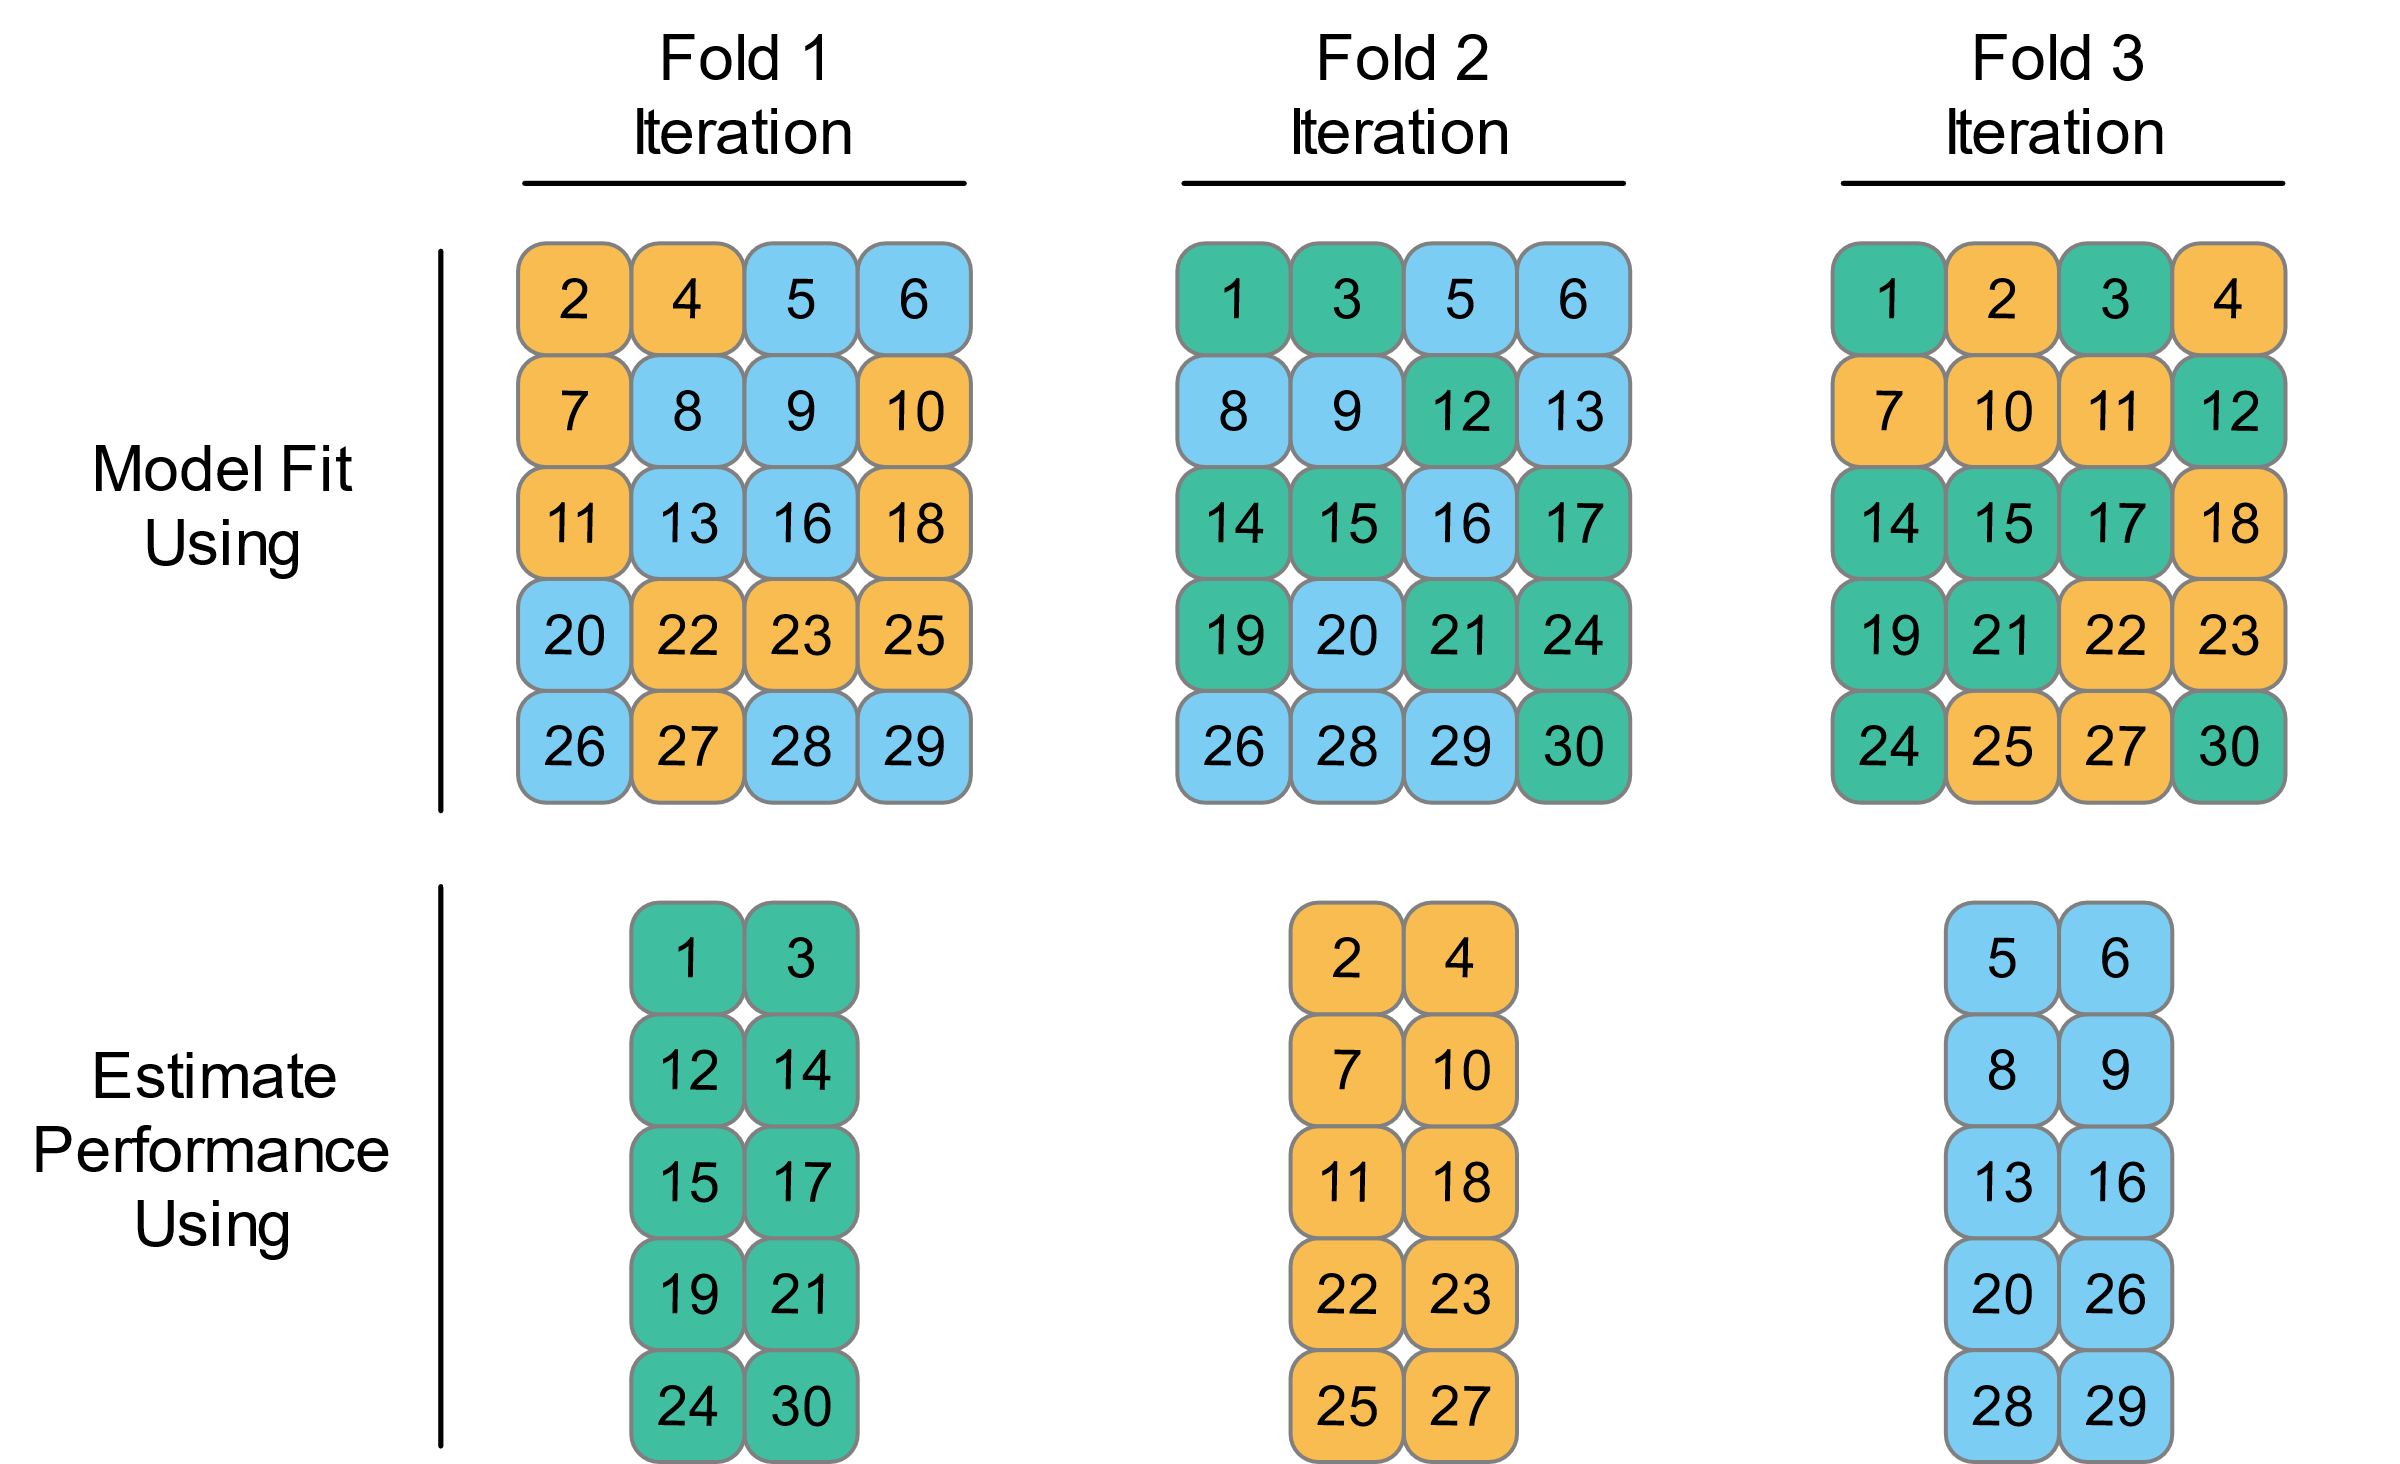 Fold 1
Iteration
Fold 2
Iteration
Fold 3
Iteration
Model Fit
Using
2 4 5 6
7 8 9 10
11 13 16 18
20 22 23 25
26 27 28 29
1 3 5 6
8 9 12 13
14 15 16 17
19 20 21 24
26 28 29 30
1 2 3 4
7 10 11 12
14 15 17 18
19 21 22 23
24 25 27 30
Estimate
Performance
Using
1 3
12 14
15 17
19 21
24 30
2 4
7 10
11 18
22 23
25 27
5 6
8 9
13 16
20 26
28 29